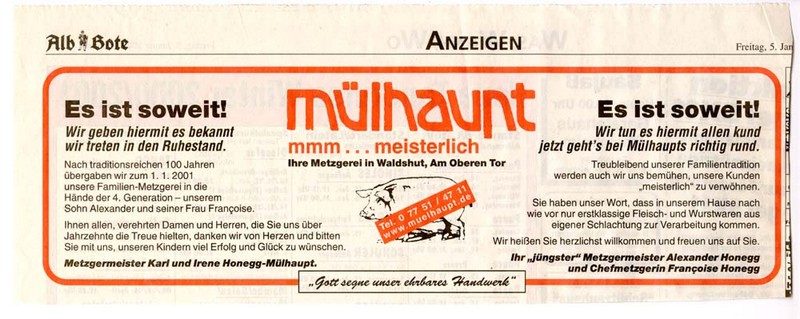 Alb Bote
ANZEIGEN
Freitag, 5. Jan
Es ist soweit!
Wir geben hiermit es bekannt
wir treten in den Ruhestand.
Nach traditionsreichen 100 Jahren
übergaben wir zum 1. 1. 2001
unsere Familien-Metzgerei in die
Hände der 4. Generation – unserem
Sohn Alexander und seiner Frau Françoise.
Ihnen allen, verehrten Damen und Herren, die Sie uns über
Jahrzehnte die Treue hielten, danken wir von Herzen und bitten
Sie mit uns, unseren Kindern viel Erfolg und Glück zu wünschen.
Metzgermeister Karl und Irene Honegg-Mülhaupt.
mülhaupt
mmm ... meisterlich
Ihre Metzgerei in Waldshut, Am Oberen Tor
Tel. 0 77 51 / 47 11
www.muelhaupt.de
„Gott segne unser ehrbares Handwerk“
Es ist soweit!
Wir tun es hiermit allen kund
jetzt geht's bei Mülhaupts richtig rund.
Treubleibend unserer Familientradition
werden auch wir uns bemühen, unsere Kunden
„meisterlich“ zu verwöhnen.
Sie haben unser Wort, dass in unserem Hause nach
wie vor nur erstklassige Fleisch- und Wurstwaren aus
eigener Schlachtung zur Verarbeitung kommen.
Wir heißen Sie herzlichst willkommen und freuen uns auf Sie.
Ihr „jüngster“ Metzgermeister Alexander Honegg
und Chefmetzgerin Françoise Honegg